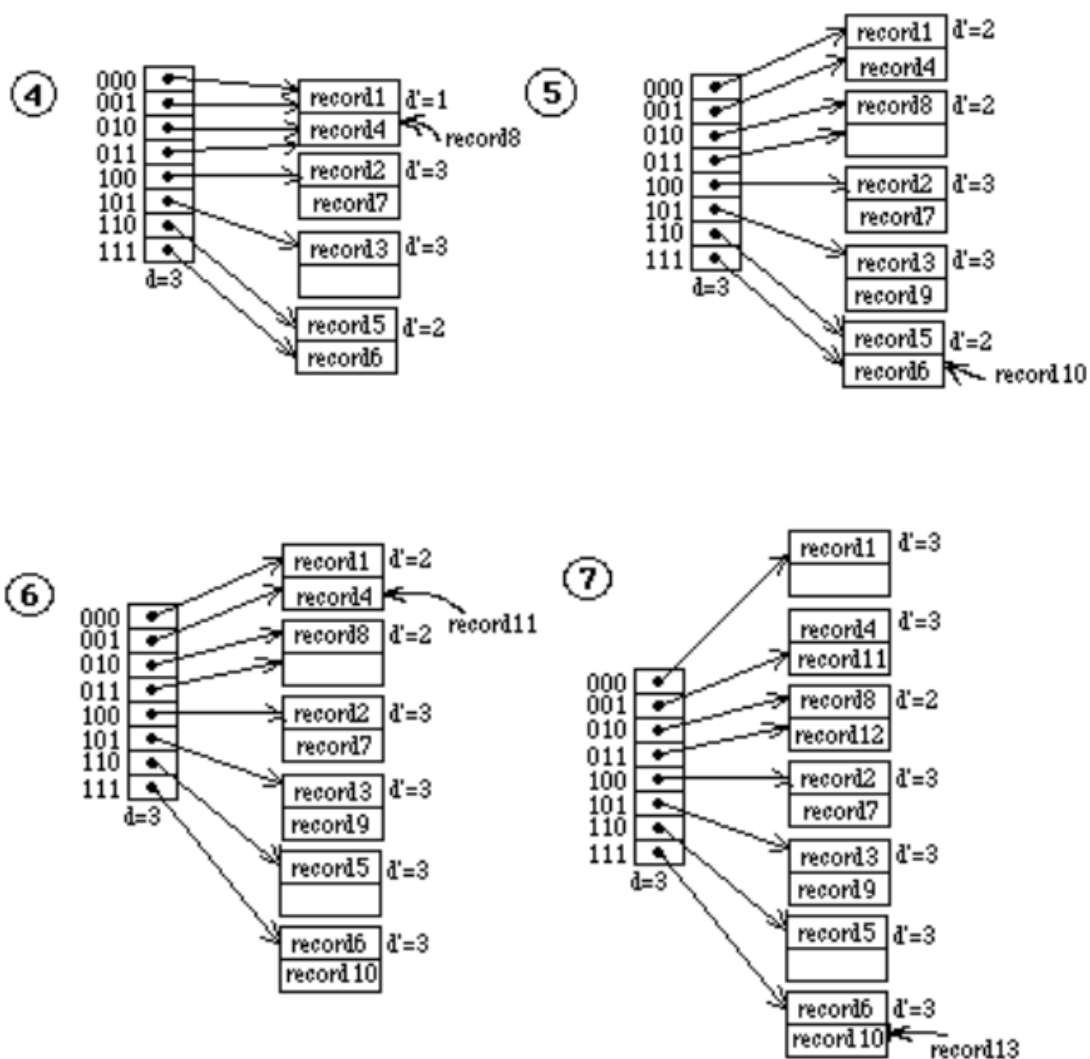 4
000
001
010
011
100
101
110
111
d=3
record1 d'=1
record4
record8
record2 d'=3
record7
record3 d'=3
record5 d'=2
record6
5
000
001
010
011
100
101
110
111
d=3
record1 d'=2
record4
record8 d'=2
record2 d'=3
record7
record3 d'=3
record9
record5 d'=2
record6
record10
6
000
001
010
011
100
101
110
111
d=3
record1 d'=2
record4
record11
record8 d'=2
record2 d'=3
record7
record3 d'=3
record9
record5 d'=3
record6 d'=3
record10
7
000
001
010
011
100
101
110
111
d=3
record1 d'=3
record4 d'=3
record11
record8 d'=2
record12
record2 d'=3
record7
record3 d'=3
record9
record5 d'=3
record6 d'=3
record10
record13